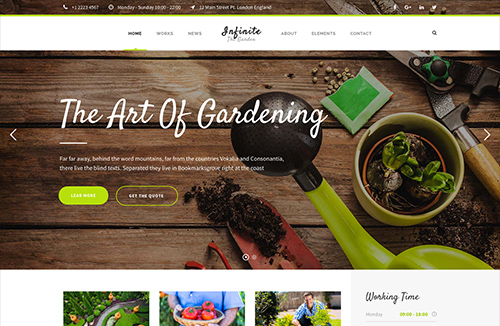 +1 2223 4567 Monday - Sunday 10:00 - 22:00 22 Main Street Pt. London England
HOME WORKS NEWS Infinite ABOUT ELEMENTS CONTACT
The Garden
The Art Of Gardening
Far far away, behind the word mountains, far from the countries Vokalia and Consonantia,
there live the blind texts. Separated they live in Bookmarksgrove right at the coast
LEAR MORE GET THE QUOTE
Working Time
Monday 09:00 - 18:00